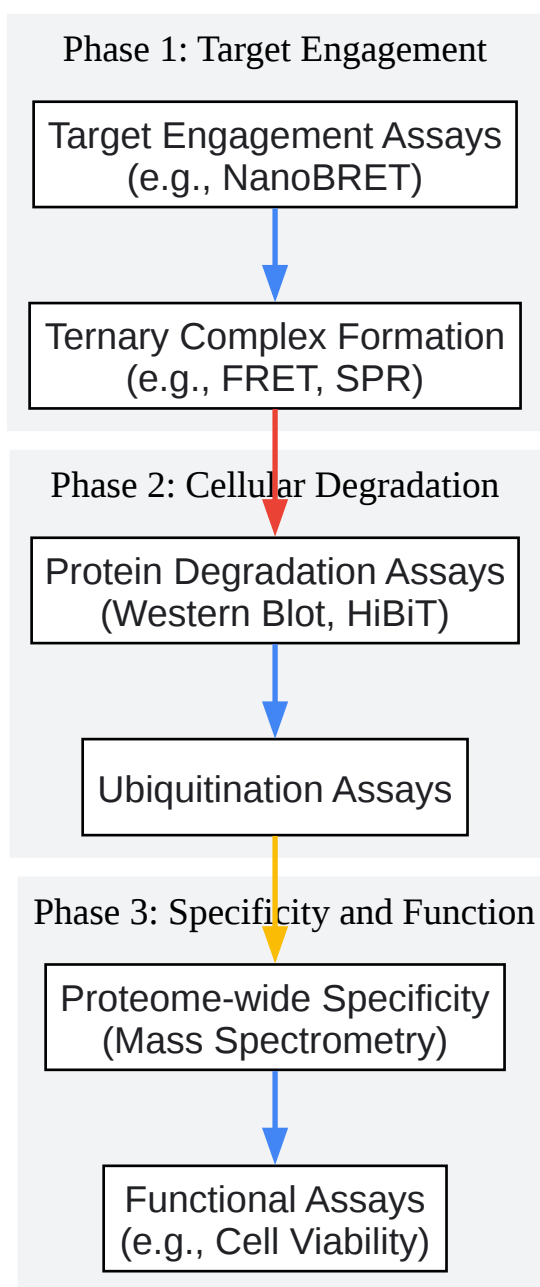 Phase 1: Target Engagement
Target Engagement Assays
(e.g., NanoBRET)
Ternary Complex Formation
(e.g., FRET, SPR)
Phase 2: Cellular Degradation
Protein Degradation Assays
(Western Blot, HiBiT)
Ubiquitination Assays
Phase 3: Specificity and Function
Proteome-wide Specificity
(Mass Spectrometry)
Functional Assays
(e.g., Cell Viability)